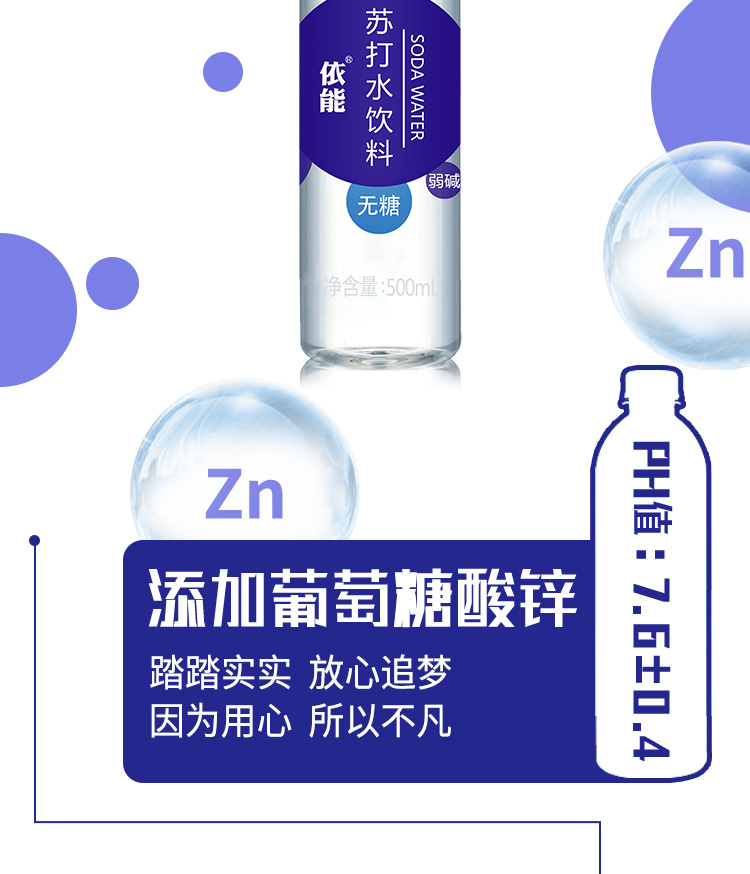 苏打水饮料
SODA WATER
依能®
弱碱
无糖
净含量:500mL
Zn
Zn
PH值:7.6±0.4
添加葡萄糖酸锌
踏踏实实 放心追梦
因为用心 所以不凡